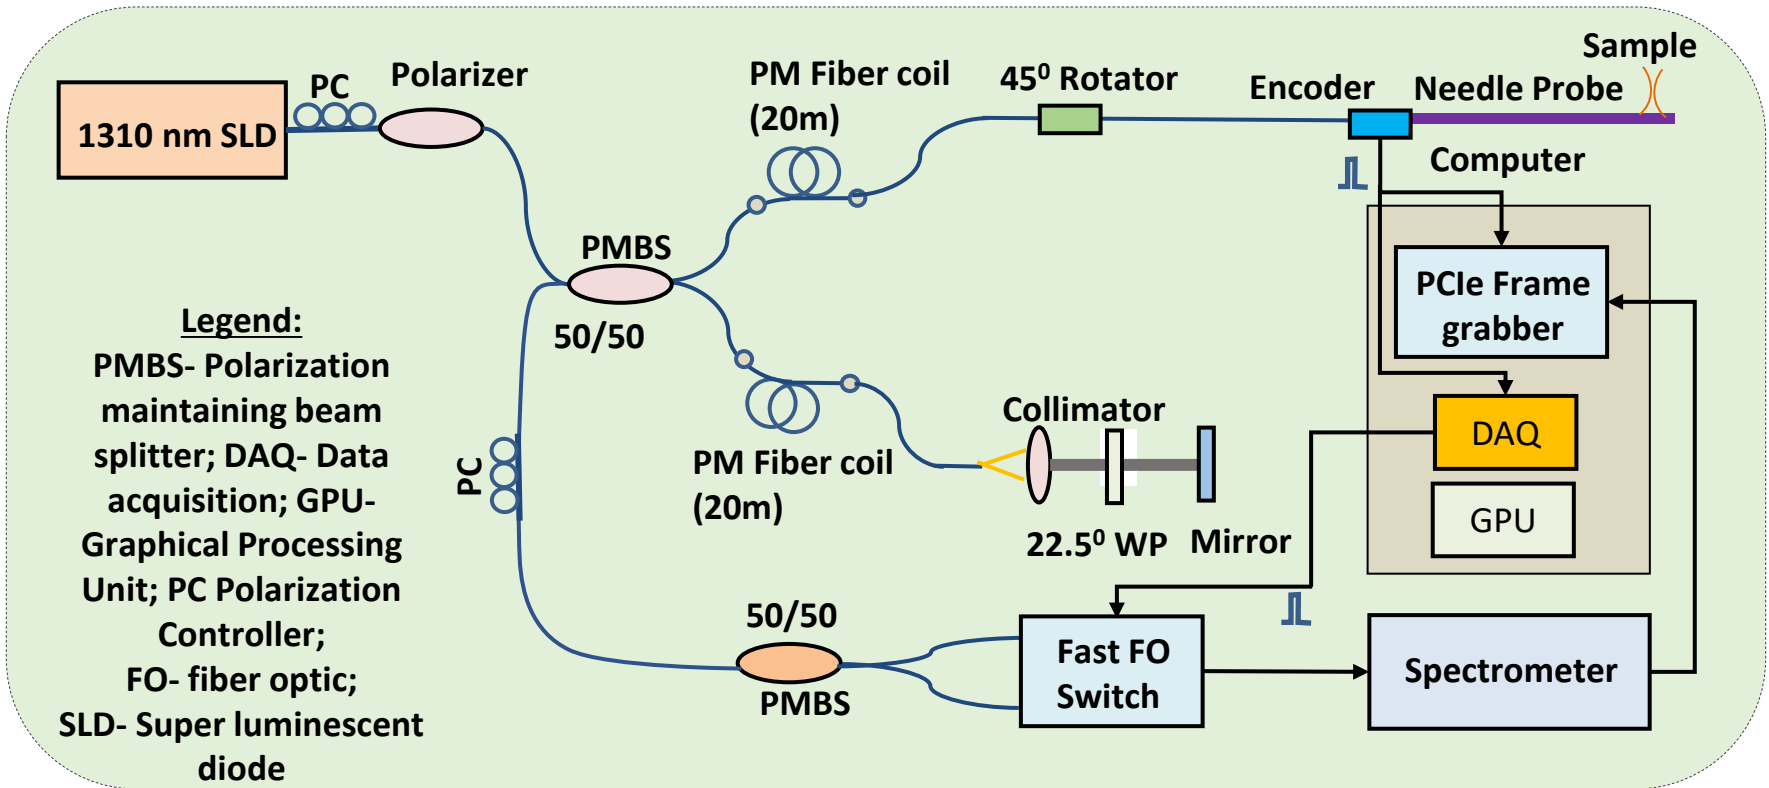 Sample
PC
Polarizer
PM Fiber coil
(20m)
45⁰ Rotator
Encoder
Needle Probe
1310 nm SLD
Computer
PMBS
50/50
PCIe Frame
grabber
Legend:
PMBS- Polarization
maintaining beam
splitter; DAQ- Data
acquisition; GPU-
Graphical Processing
Unit; PC Polarization
Controller;
FO- fiber optic;
SLD- Super luminescent
diode
PC
PM Fiber coil
(20m)
Collimator
22.5⁰ WP
Mirror
DAQ
GPU
50/50
PMBS
Fast FO
Switch
Spectrometer